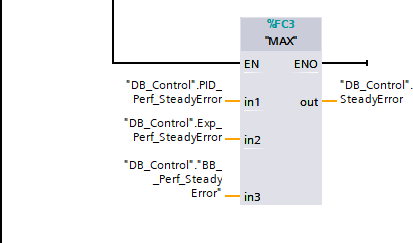 %FC3
"MAX"
EN
ENO
"DB_Control".PID_
Perf_SteadyError
in1
out
"DB_Control".
SteadyError
"DB_Control".Exp_
Perf_SteadyError
in2
"DB_Control"."BB_
_Perf_Steady
Error"
in3